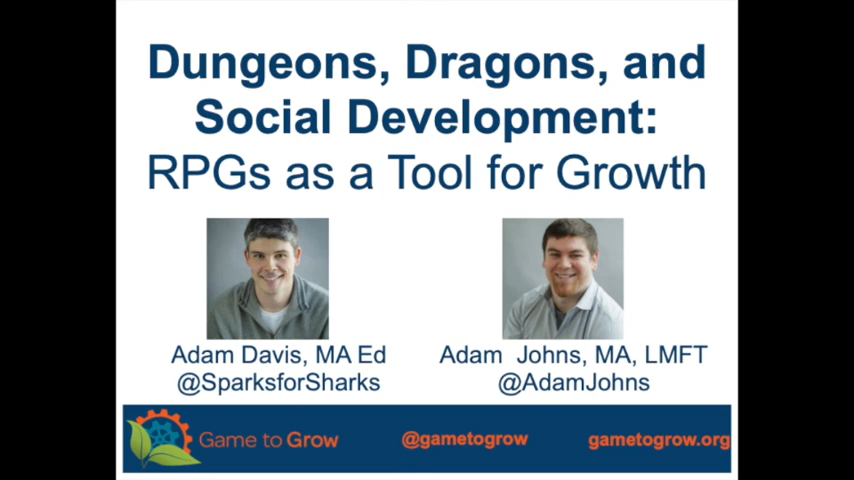 Dungeons, Dragons, and
Social Development:
RPGs as a Tool for Growth
Adam Davis, MA Ed
@SparksforSharks
Adam Johns, MA, LMFT
@AdamJohns
Game to Grow
@gametogrow
gametogrow.org